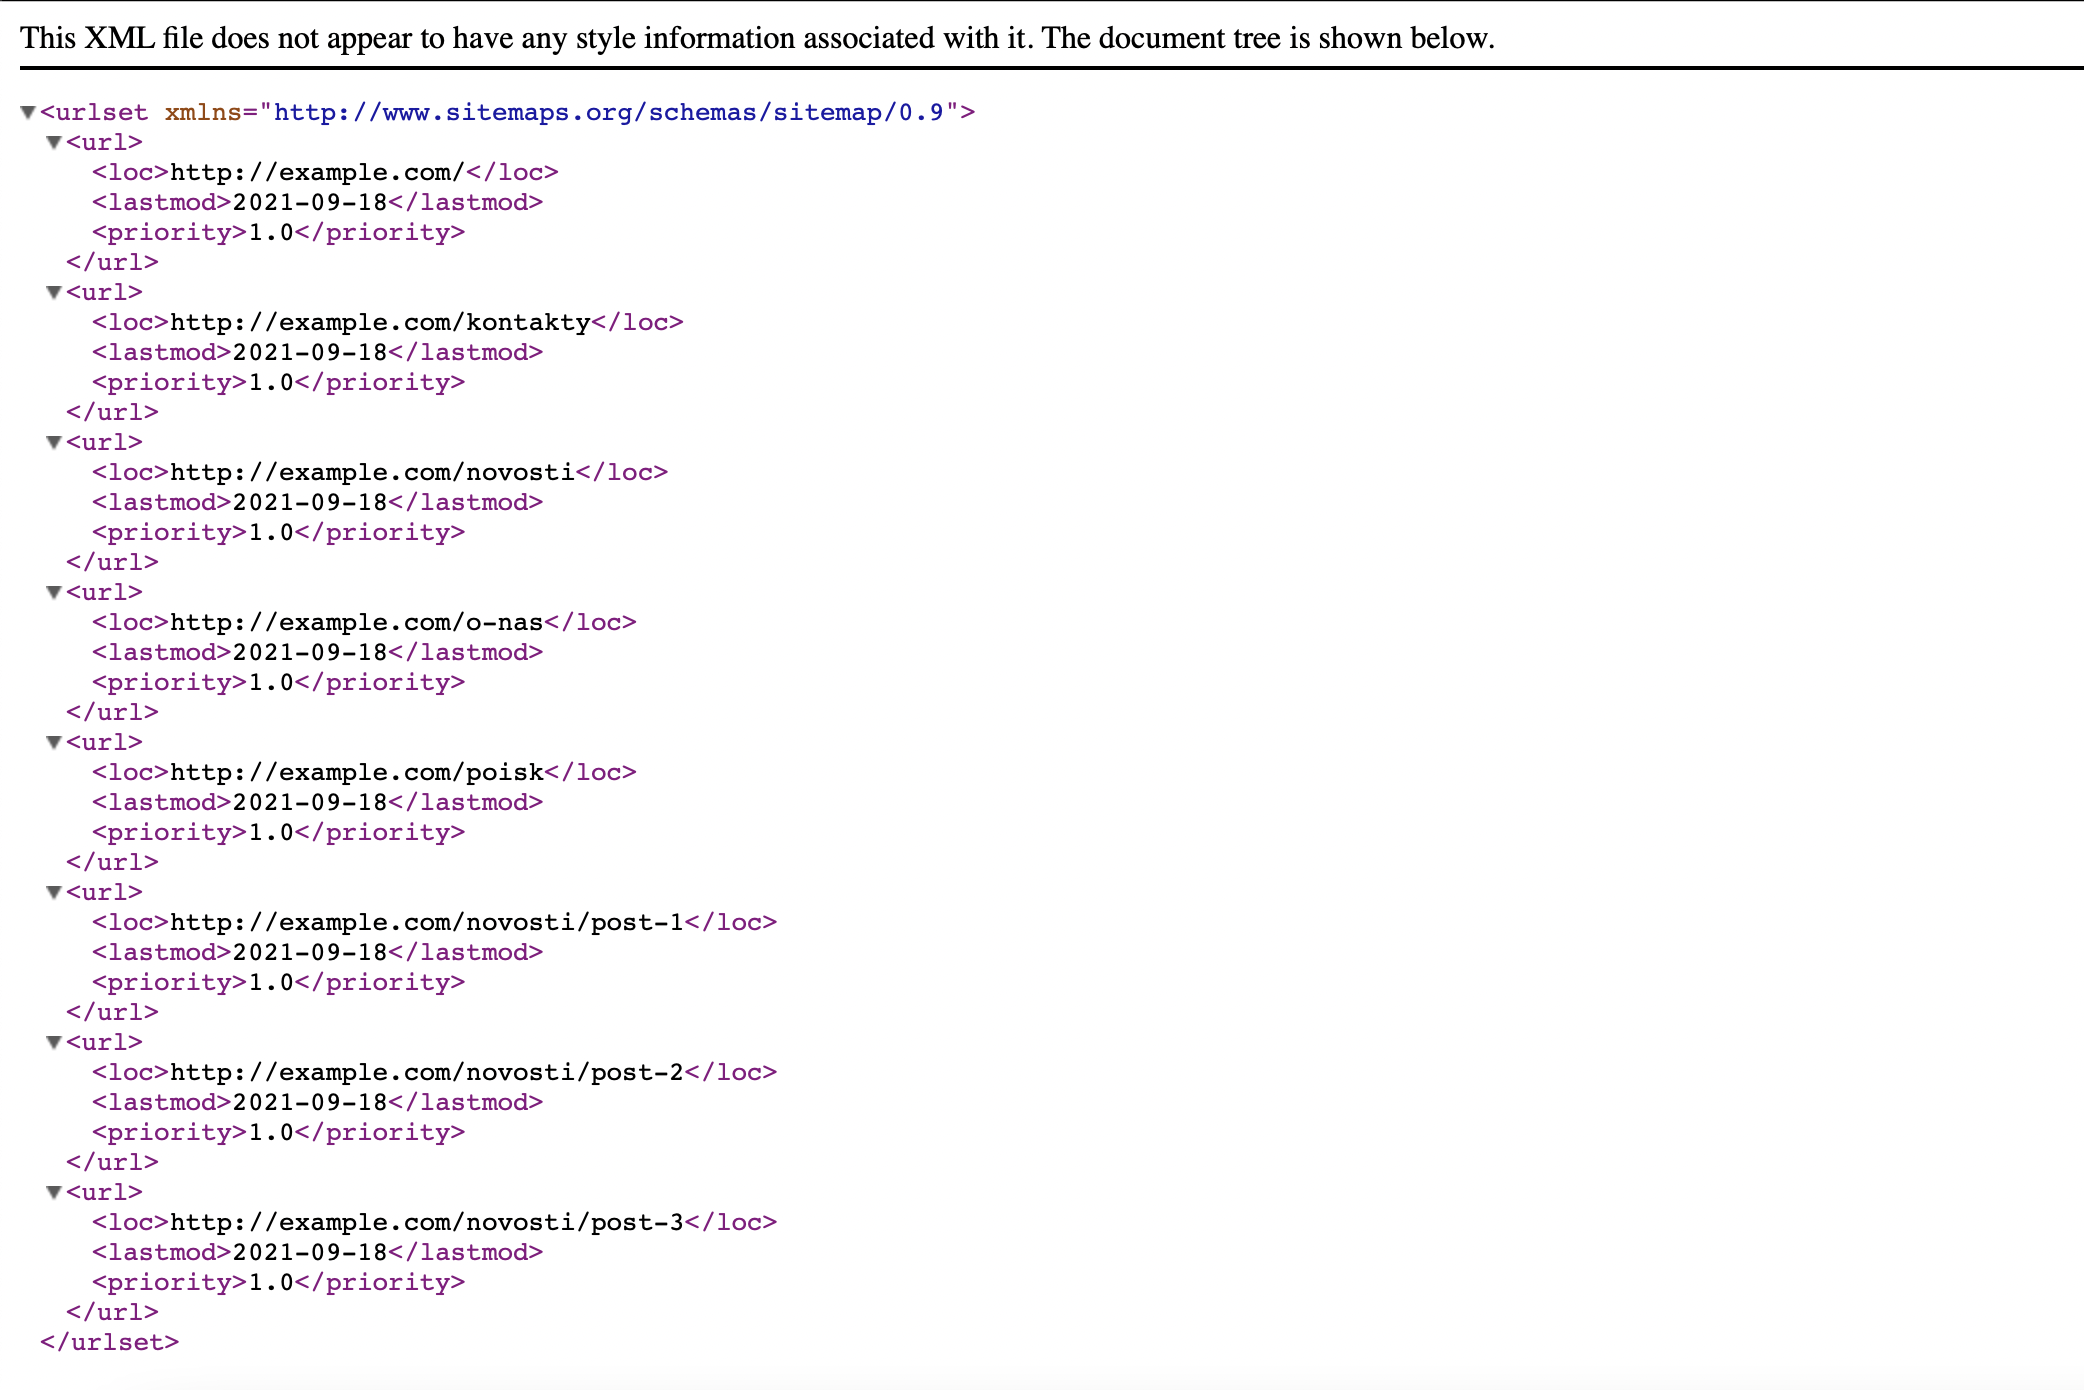 This XML file does not appear to have any style information associated with it. The document tree is shown below.
<urlset xmlns="http://www.sitemaps.org/schemas/sitemap/0.9">
<url>
<loc>http://example.com/</loc>
<lastmod>2021-09-18</lastmod>
<priority>1.0</priority>
</url>
<url>
<loc>http://example.com/kontakty</loc>
<lastmod>2021-09-18</lastmod>
<priority>1.0</priority>
</url>
<url>
<loc>http://example.com/novosti</loc>
<lastmod>2021-09-18</lastmod>
<priority>1.0</priority>
</url>
<url>
<loc>http://example.com/o-nas</loc>
<lastmod>2021-09-18</lastmod>
<priority>1.0</priority>
</url>
<url>
<loc>http://example.com/poisk</loc>
<lastmod>2021-09-18</lastmod>
<priority>1.0</priority>
</url>
<url>
<loc>http://example.com/novosti/post-1</loc>
<lastmod>2021-09-18</lastmod>
<priority>1.0</priority>
</url>
<url>
<loc>http://example.com/novosti/post-2</loc>
<lastmod>2021-09-18</lastmod>
<priority>1.0</priority>
</url>
<url>
<loc>http://example.com/novosti/post-3</loc>
<lastmod>2021-09-18</lastmod>
<priority>1.0</priority>
</url>
</urlset>